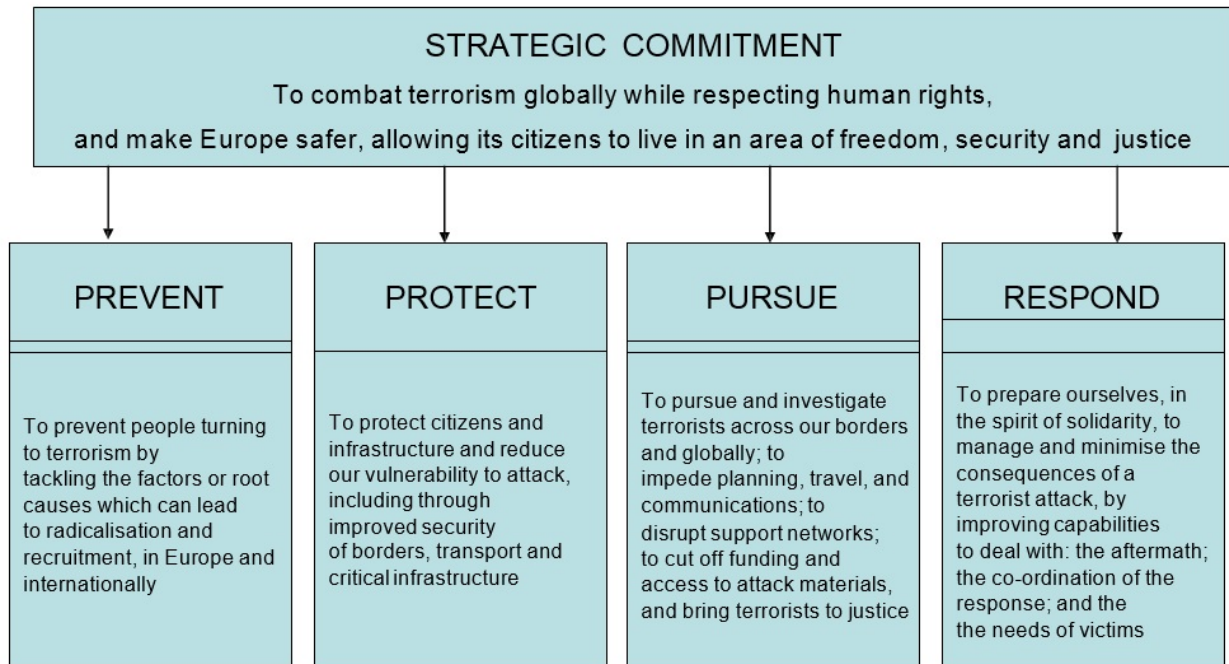 STRATEGIC COMMITMENT
To combat terrorism globally while respecting human rights,
and make Europe safer, allowing its citizens to live in an area of freedom, security and justice
PREVENT
To prevent people turning
to terrorism by
tackling the factors or root
causes which can lead
to radicalisation and
recruitment, in Europe and
internationally
PROTECT
To protect citizens and
infrastructure and reduce
our vulnerability to attack,
including through
improved security
of borders, transport and
critical infrastructure
PURSUE
To pursue and investigate
terrorists across our borders
and globally; to
impede planning, travel, and
communications; to
disrupt support networks;
to cut off funding and
access to attack materials,
and bring terrorists to justice
RESPOND
To prepare ourselves, in
the spirit of solidarity, to
manage and minimise the
consequences of a
terrorist attack, by
improving capabilities
to deal with: the aftermath;
the co-ordination of the
response; and the
the needs of victims